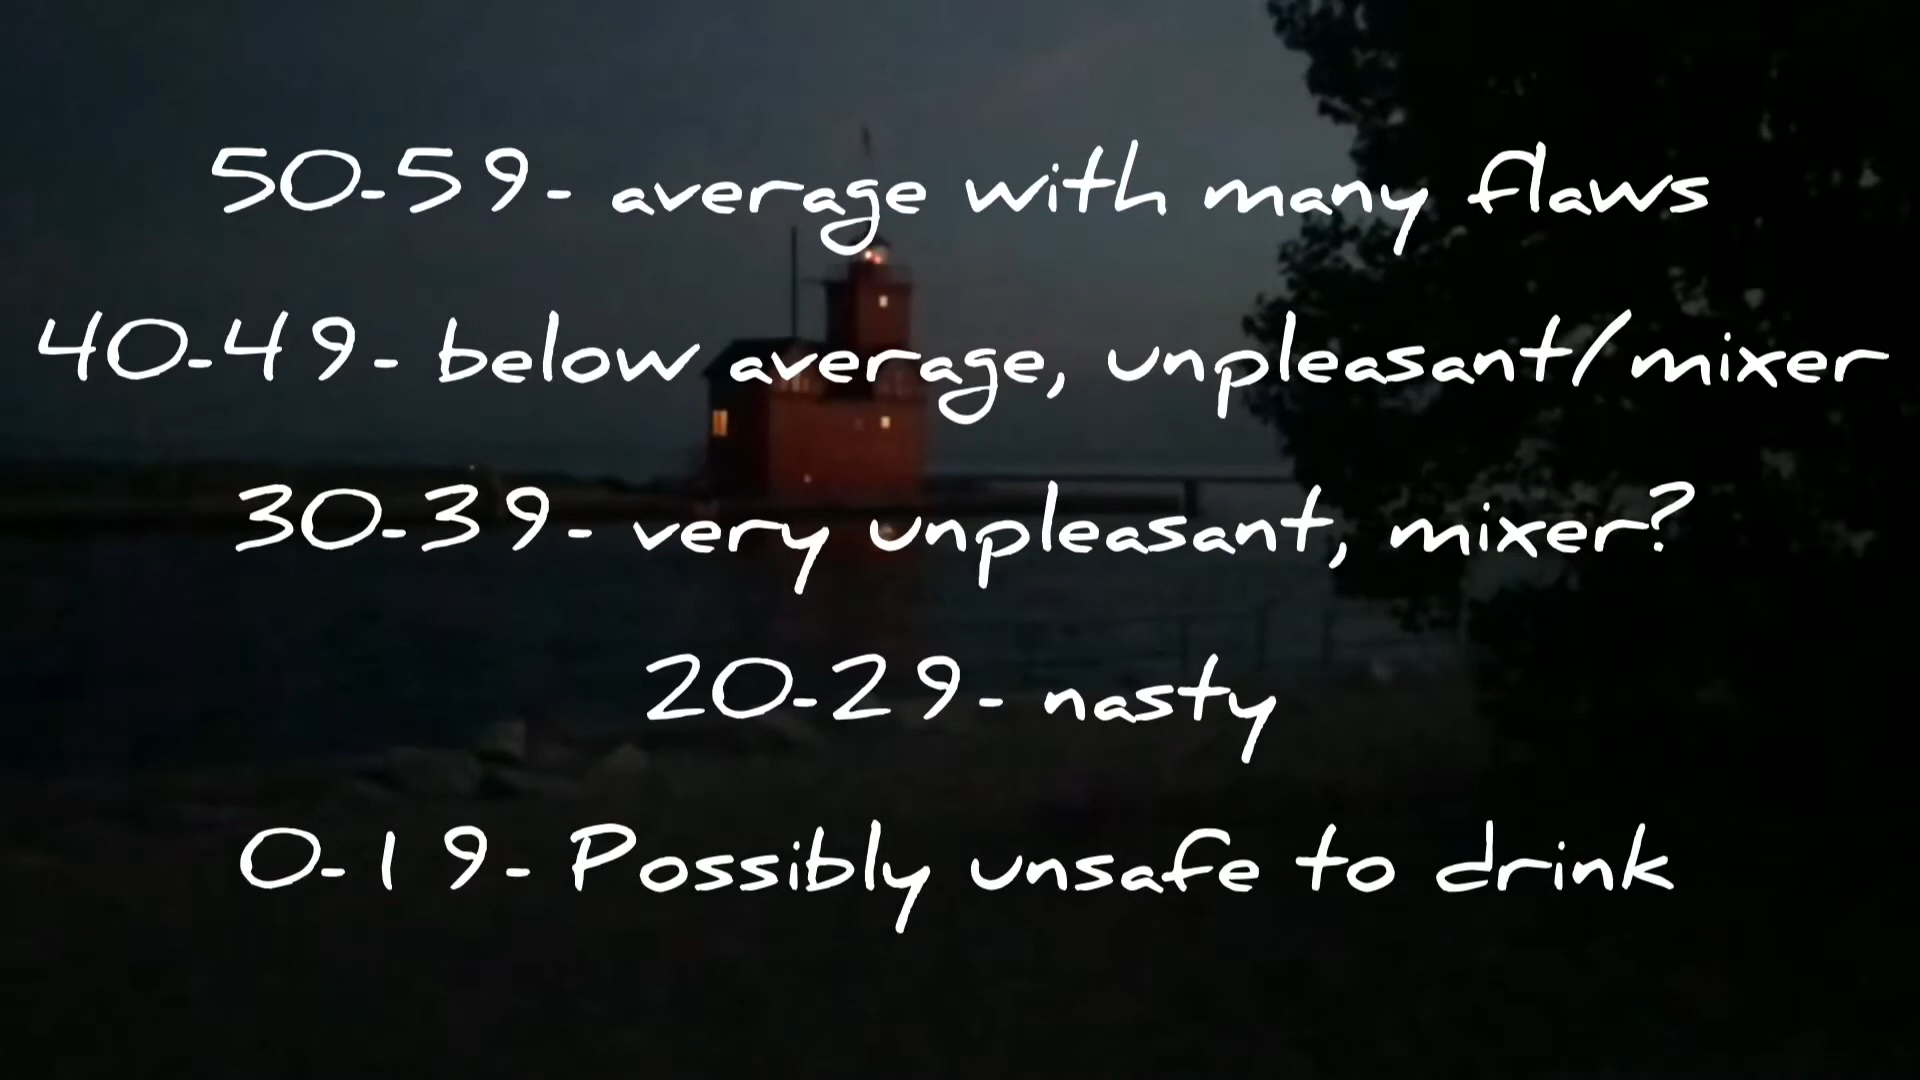 50-59- average with many flaws
40-49- below average, unpleasant/mixer
30-39- very unpleasant, mixer?
20-29- nasty
0-19- Possibly unsafe to drink